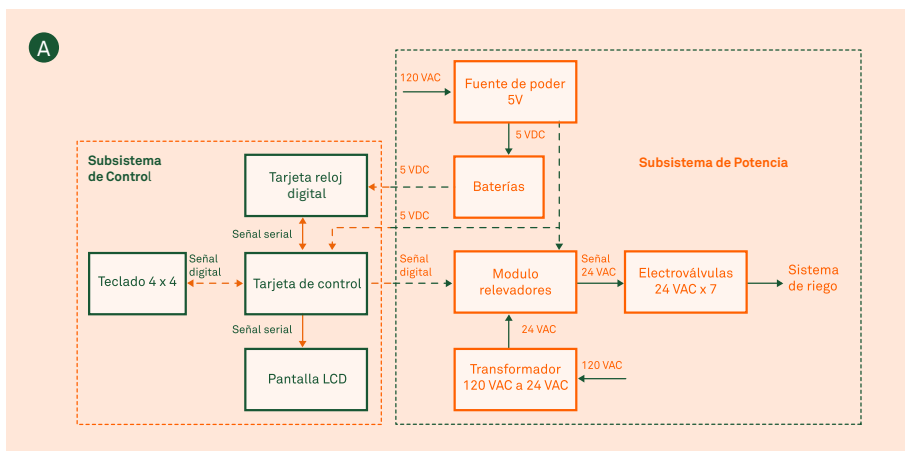 A
120 VAC
Fuente de poder
5V
5 VDC
Subsistema
de Control
Tarjeta reloj
digital
5 VDC
Baterías
Subsistema de Potencia
5 VDC
Señal serial
Teclado 4 x 4
Señal
digital
Tarjeta de control
Señal
digital
Modulo
relevadores
Señal
24 VAC
Electroválvulas
24 VAC x 7
Sistema
de riego
Señal serial
24 VAC
Pantalla LCD
Transformador
120 VAC a 24 VAC
120 VAC